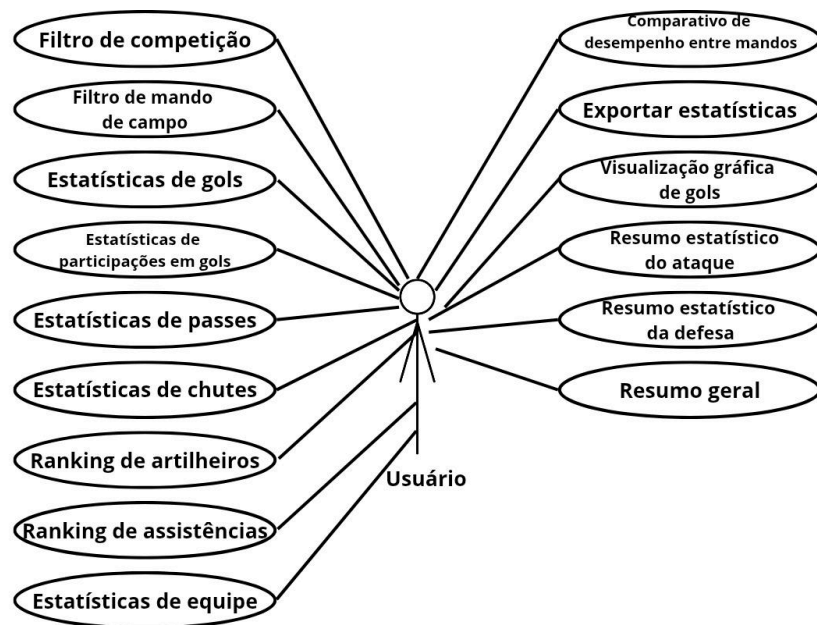 Filtro de competição
Filtro de mando
de campo
Estatísticas de gols
Estatísticas de
participações em gols
Estatísticas de passes
Estatísticas de chutes
Ranking de artilheiros
Ranking de assistências
Estatísticas de equipe
Usuário
Comparativo de
desempenho entre mandos
Exportar estatísticas
Visualização gráfica
de gols
Resumo estatístico
do ataque
Resumo estatístico
da defesa
Resumo geral